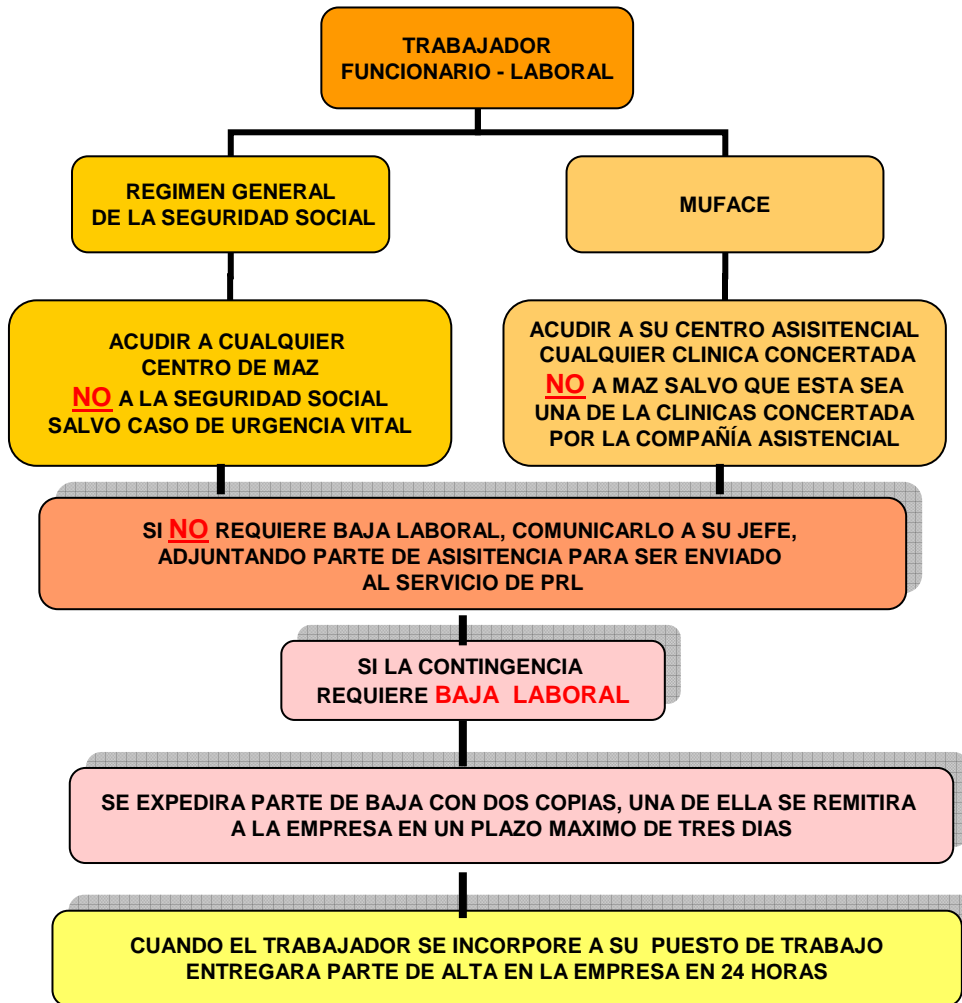 TRABAJADOR
FUNCIONARIO - LABORAL
REGIMEN GENERAL
DE LA SEGURIDAD SOCIAL
MUFACE
ACUDIR A CUALQUIER
CENTRO DE MAZ
NO A LA SEGURIDAD SOCIAL
SALVO CASO DE URGENCIA VITAL
ACUDIR A SU CENTRO ASISITENCIAL
CUALQUIER CLINICA CONCERTADA
NO A MAZ SALVO QUE ESTA SEA
UNA DE LA CLINICAS CONCERTADA
POR LA COMPAÑÍA ASISTENCIAL
SI NO REQUIERE BAJA LABORAL, COMUNICARLO A SU JEFE,
ADJUNTANDO PARTE DE ASISITENCIA PARA SER ENVIADO
AL SERVICIO DE PRL
SI LA CONTINGENCIA
REQUIERE BAJA LABORAL
SE EXPEDIRA PARTE DE BAJA CON DOS COPIAS, UNA DE ELLA SE REMITIRA
A LA EMPRESA EN UN PLAZO MAXIMO DE TRES DIAS
CUANDO EL TRABAJADOR SE INCORPORE A SU PUESTO DE TRABAJO
ENTREGARA PARTE DE ALTA EN LA EMPRESA EN 24 HORAS